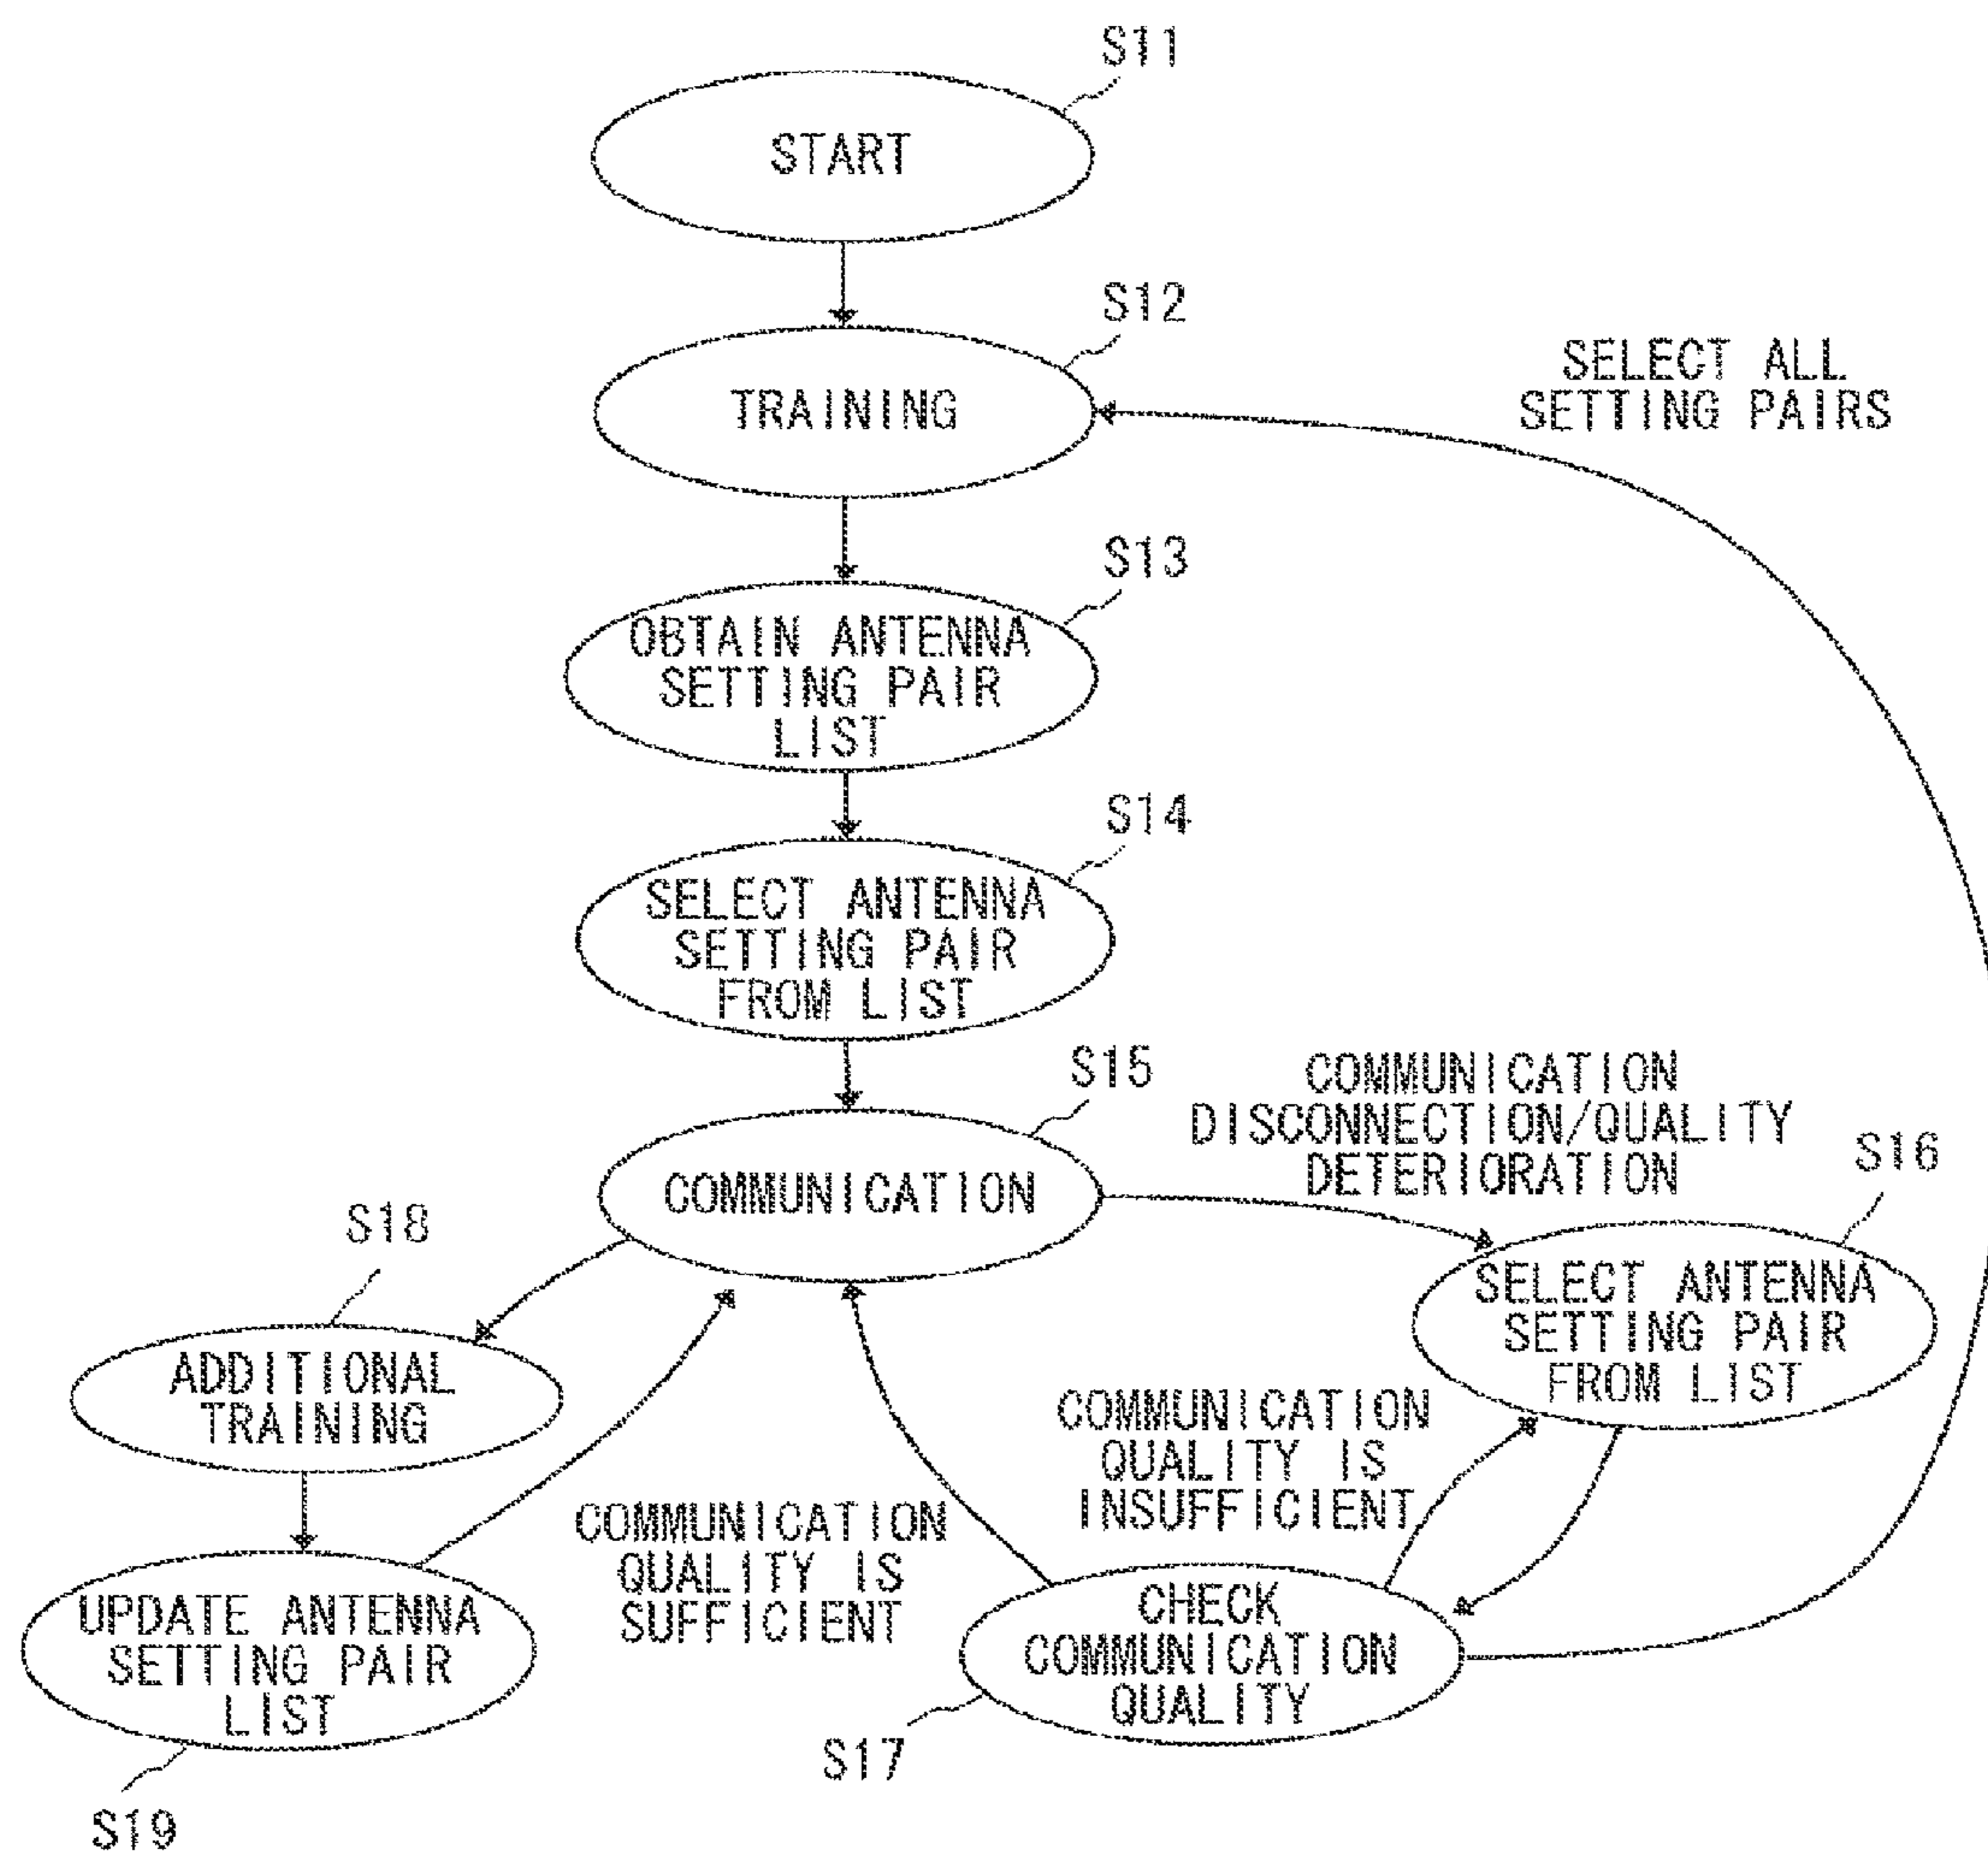 S11
START
S12
TRAINING
SELECT ALL
SETTING PAIRS
S13
OBTAIN ANTENNA
SETTING PAIR
LIST
S14
SELECT ANTENNA
SETTING PAIR
FROM LIST
S15
COMMUNICATION
COMMUNICATION
DISCONNECTION/QUALITY
DETERIORATION
S16
SELECT ANTENNA
SETTING PAIR
FROM LIST
S18
ADDITIONAL
TRAINING
COMMUNICATION
QUALITY IS
INSUFFICIENT
COMMUNICATION
QUALITY IS
SUFFICIENT
UPDATE ANTENNA
SETTING PAIR
LIST
S19
CHECK
COMMUNICATION
QUALITY
S17